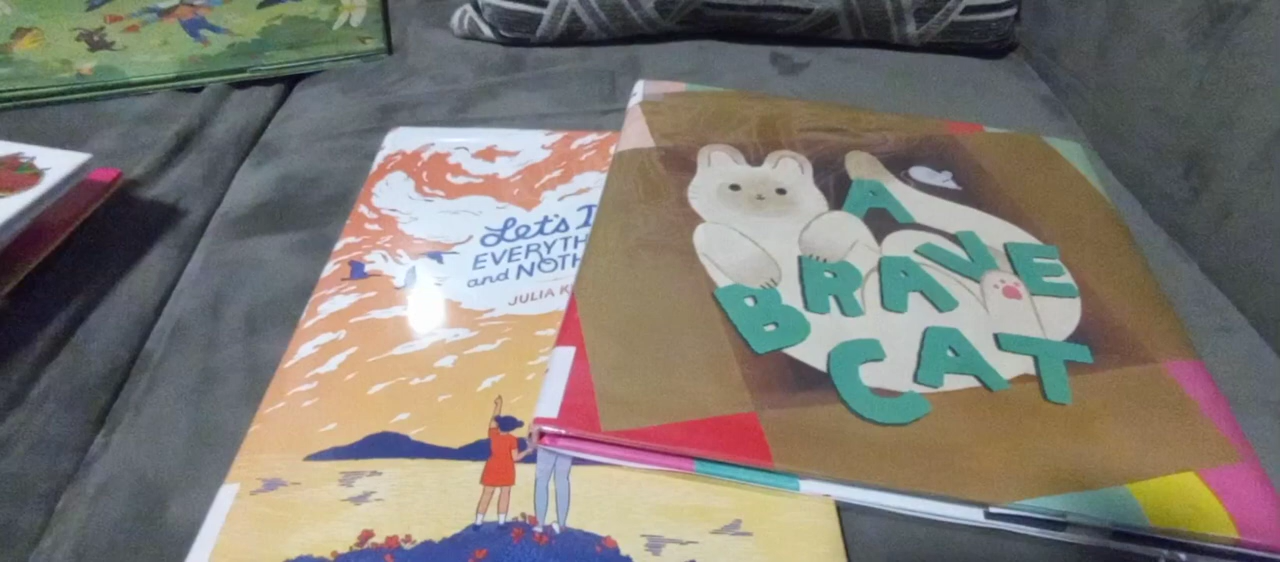 Let's
EVERYTH
and NOTH
JULIA K
A
BRAVE
CAT